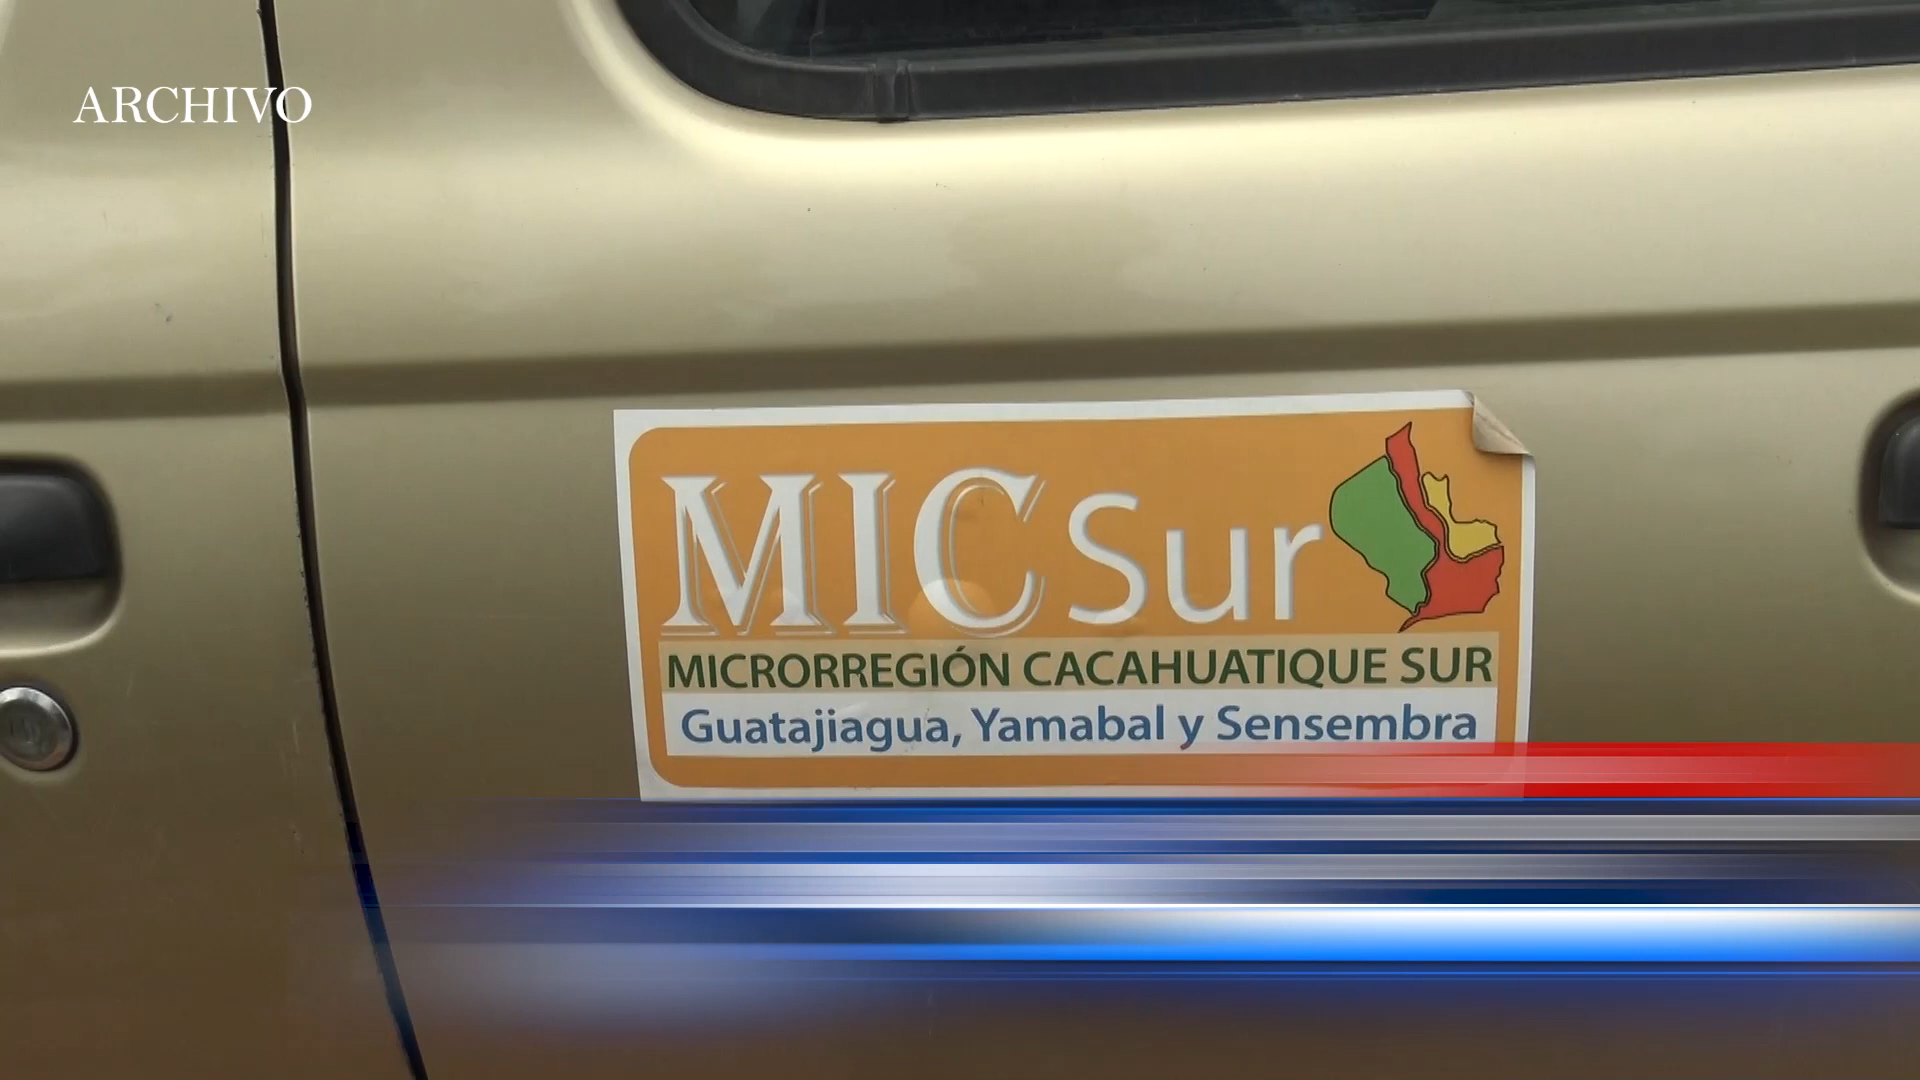 ARCHIVO
MIC Sur
MICRORREGIÓN CACAHUATIQUE SUR
Guatajiagua, Yamabal y Sensembra